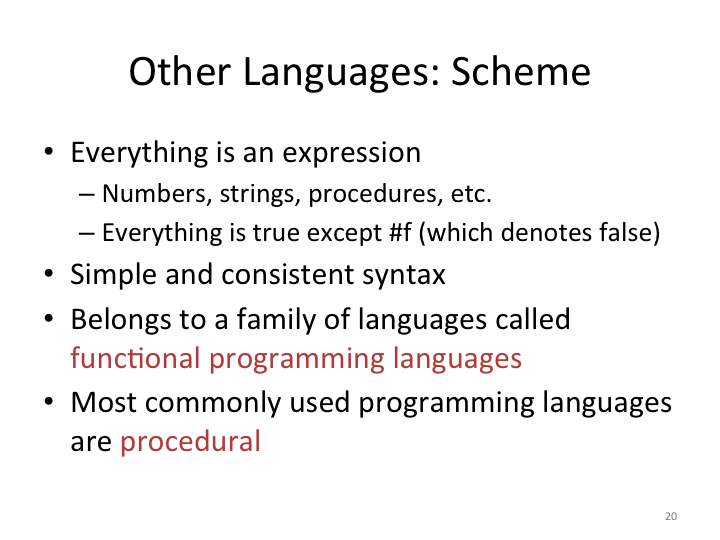 Other Languages: Scheme
• Everything is an expression
– Numbers, strings, procedures, etc.
– Everything is true except #f (which denotes false)
• Simple and consistent syntax
• Belongs to a family of languages called
functional programming languages
• Most commonly used programming languages
are procedural
20